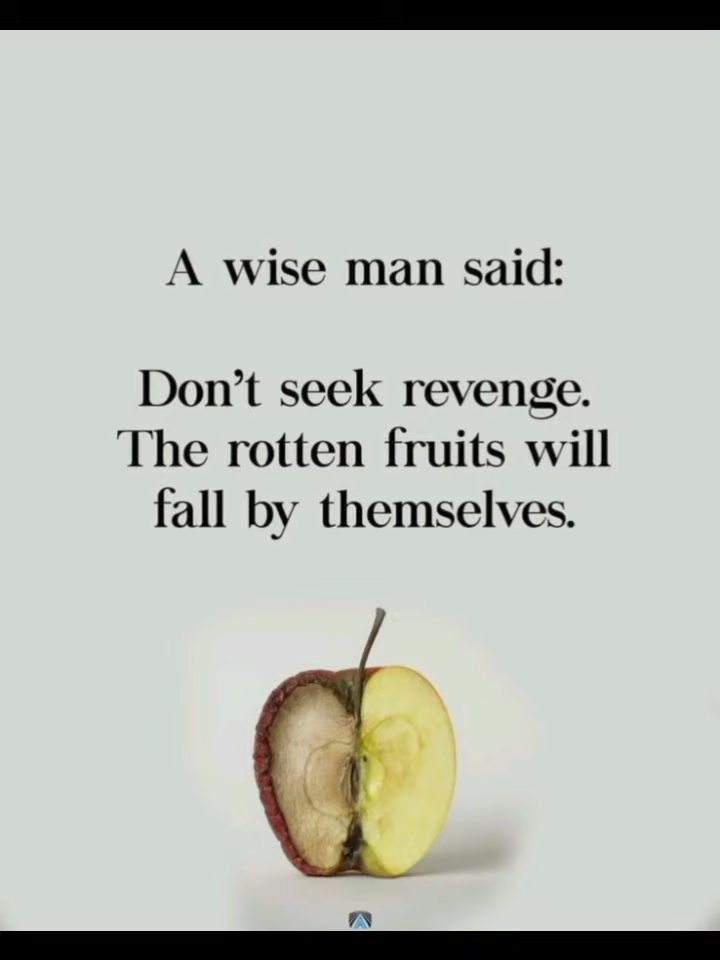 A wise man said:
Don't seek revenge.
The rotten fruits will
fall by themselves.